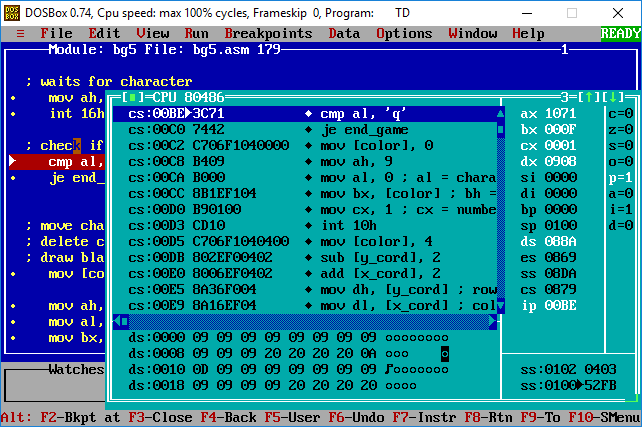 DOSBox 0.74, Cpu speed: max 100% cycles, Frameskip 0, Program: TD
≡ File Edit View Run Breakpoints Data Options Window Help READY
Module: bg5 File: bg5.asm 179 1
; waits for character
mov ah,
int 16h
; check if
cmp al,
je end_
; move cha
; delete c
; draw bla
mov [co
mov ah,
mov al,
mov bx,
Watches
[■]=CPU 80486 3=[↑][↓]
cs:00BE►3C71 ♦ cmp al, 'q'
cs:00C0 7442 ♦ je end_game
cs:00C2 C706F1040000 ♦ mov [color], 0
cs:00C8 B409 ♦ mov ah, 9
cs:00CA B000 ♦ mov al, 0 ; al = chara
cs:00CC 8B1EF104 ♦ mov bx, [color] ; bh =
cs:00D0 B90100 ♦ mov cx, 1 ; cx = numbe
cs:00D3 CD10 ♦ int 10h
cs:00D5 C706F1040400 ♦ mov [color], 4
cs:00DB 802EF00402 ♦ sub [y_cord], 2
cs:00E0 8006EF0402 ♦ add [x_cord], 2
cs:00E5 8A36F004 ♦ mov dh, [y_cord] ; row
cs:00E9 8A16EF04 ♦ mov dl, [x_cord] ; col
ax 1071 c=0
bx 000F z=0
cx 0001 s=0
dx 0908 o=0
si 0000 p=1
di 0000 a=0
bp 0000 i=1
sp 0100 d=0
ds 088A
es 0869
ss 08DA
cs 0879
ip 00BE
ds:0000 09 09 09 09 09 09 09 09 ○○○○○○○○
ds:0008 09 09 09 20 20 20 20 0A ○○○ ◙
ds:0010 0D 09 09 09 09 09 09 09 ♪○○○○○○○
ds:0018 09 09 09 09 20 20 20 20 ○○○○
ss:0102 0403
ss:0100►52FB
Alt: F2-Bkpt at F3-Close F4-Back F5-User F6-Undo F7-Instr F8-Rtn F9-To F10-SMenu